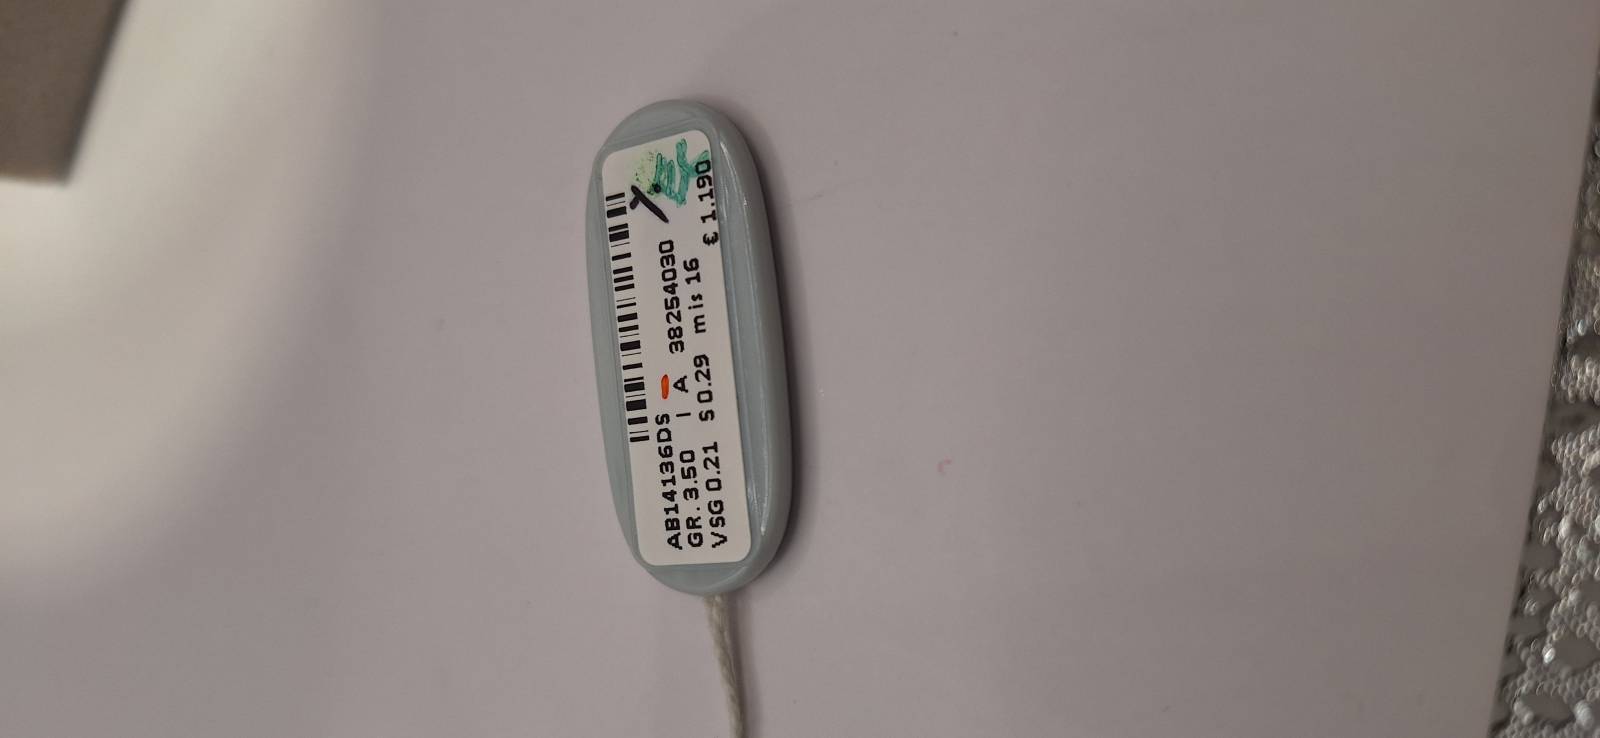 AB14136DS
GR. 3.50 | A 38254030
VSG 0.21 S 0.29 mis 16 € 1.190